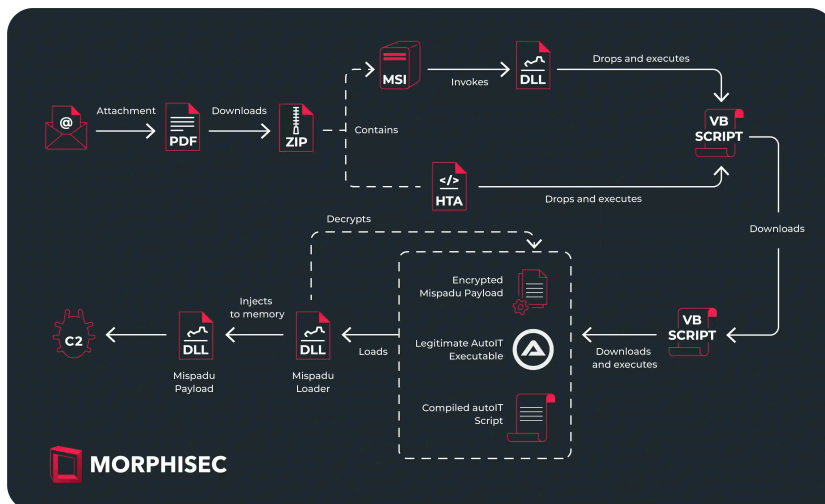 @
Attachment
PDF
Downloads
ZIP
Contains
MSI
Invokes
DLL
Drops and executes
VB
SCRIPT
</>
HTA
Drops and executes
Downloads
VB
SCRIPT
Downloads
and executes
Decrypts
Encrypted
Mispadu Payload
Legitimate AutoIT
Executable
Compiled autoIT
Script
Loads
DLL
Mispadu
Loader
Injects
to memory
DLL
Mispadu
Payload
C2
MORPHISEC